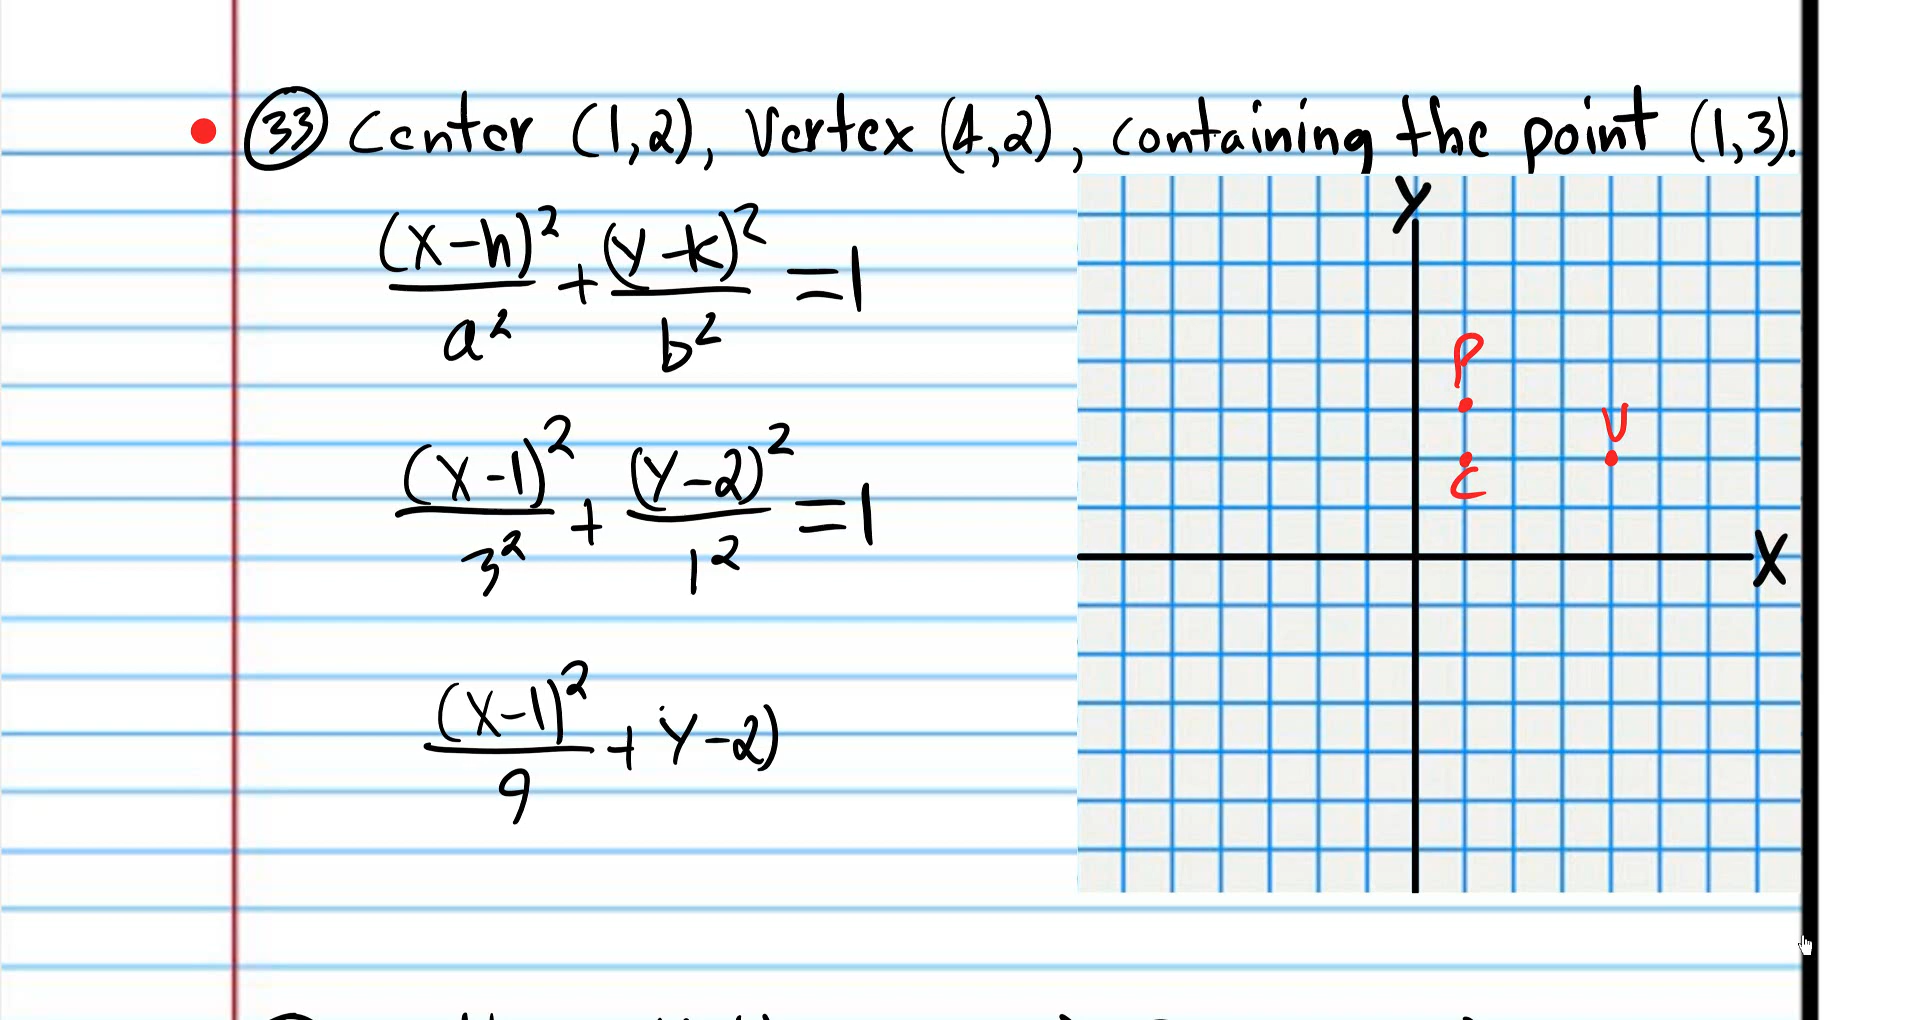 33 Center (1,2), Vertex (4,2), containing the point (1,3).
(x-h)²/a² + (y-k)²/b² = 1
(x-1)²/3² + (y-2)²/1² = 1
(x-1)²/9 + y-2)
Y
P
V
C
X